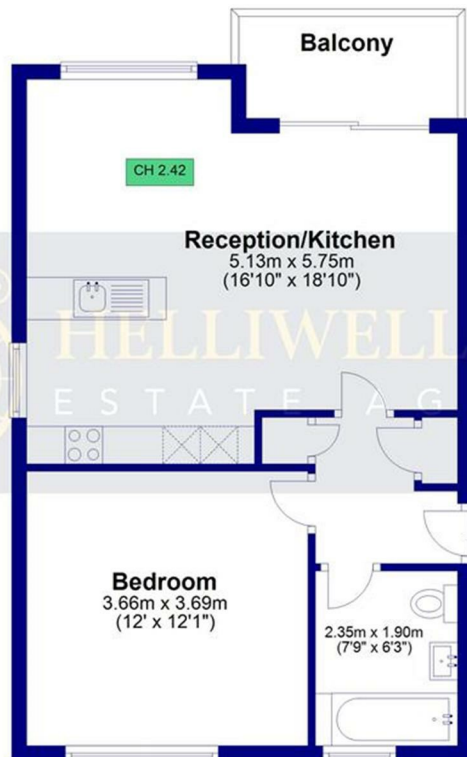 Balcony
CH 2.42
Reception/Kitchen
5.13m x 5.75m
(16'10" x 18'10")
HELLIWELL
ESTATE AG
Bedroom
3.66m x 3.69m
(12' x 12'1")
2.35m x 1.90m
(7'9" x 6'3")